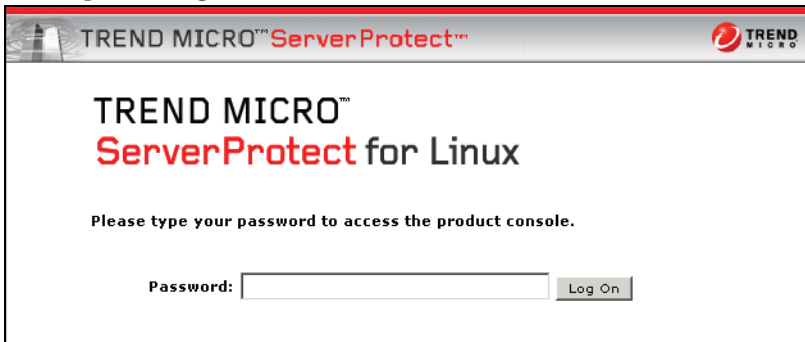 TREND MICRO™ ServerProtect™
TREND MICRO
TREND MICRO™
ServerProtect for Linux
Please type your password to access the product console.
Password:
Log On